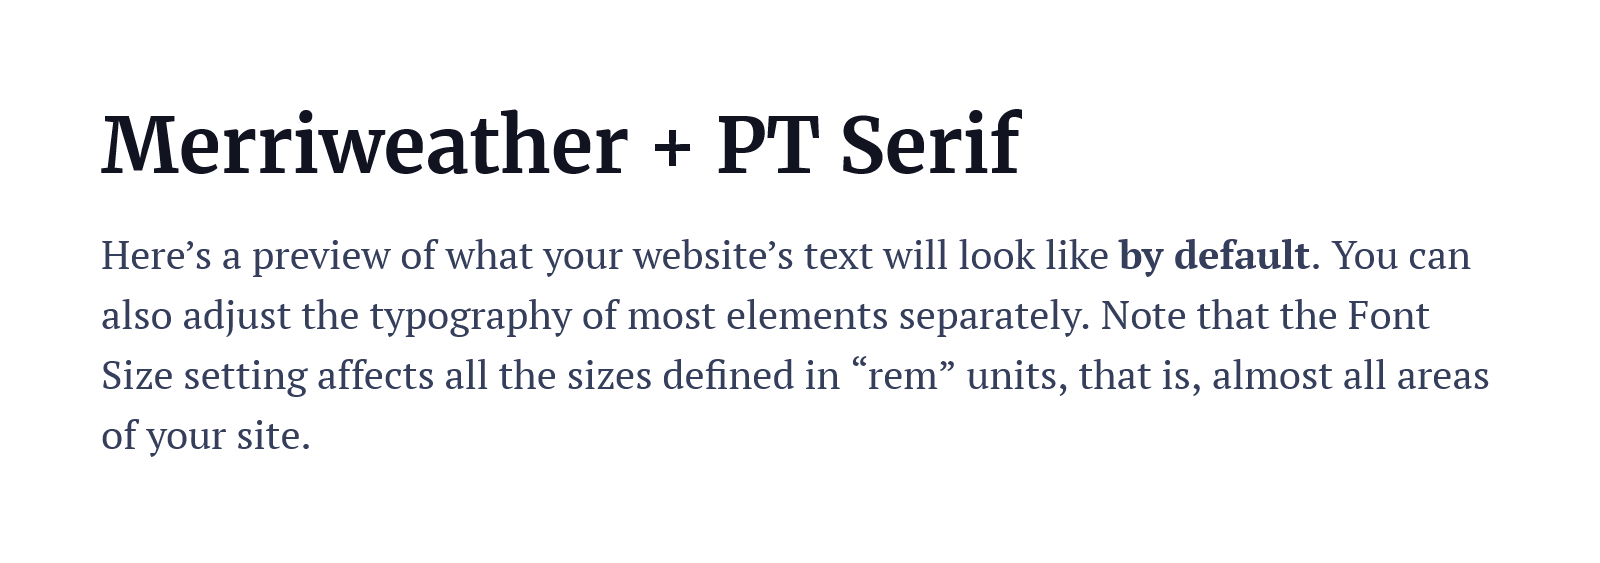 Merriweather + PT Serif
Here’s a preview of what your website’s text will look like by default. You can
also adjust the typography of most elements separately. Note that the Font
Size setting affects all the sizes defined in “rem” units, that is, almost all areas
of your site.